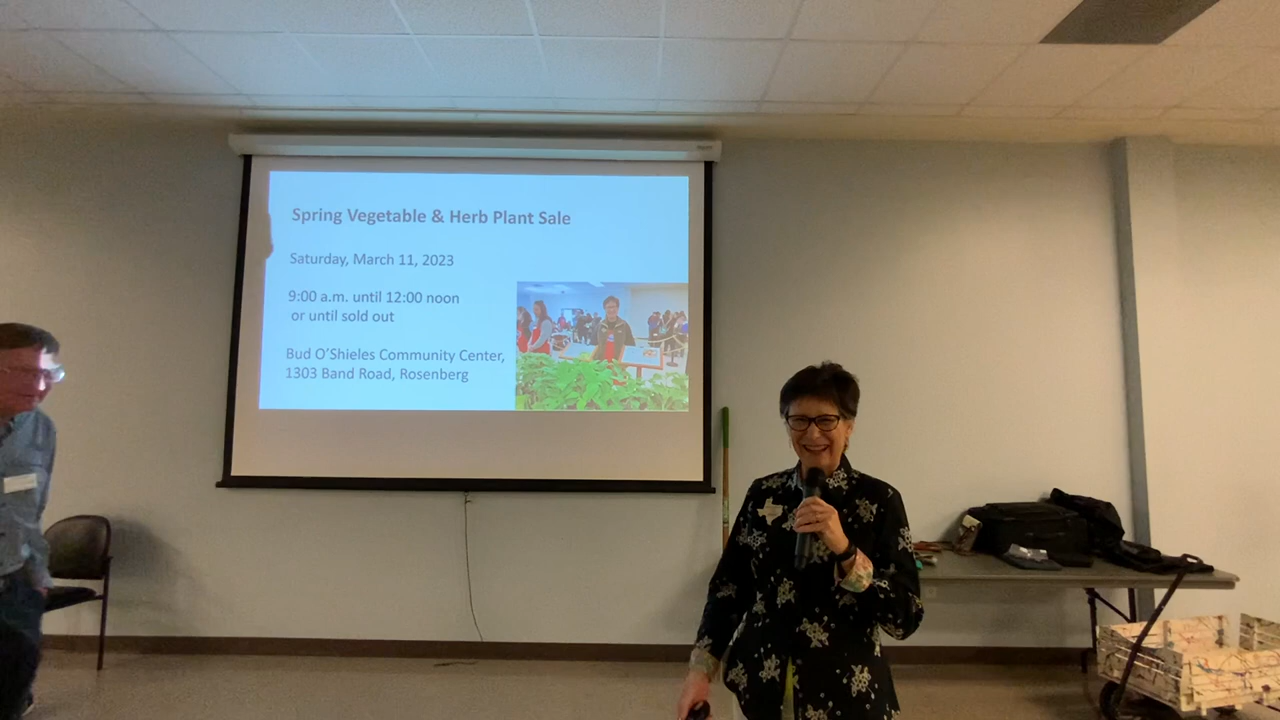 Spring Vegetable & Herb Plant Sale
Saturday, March 11, 2023
9:00 a.m. until 12:00 noon
or until sold out
Bud O'Shieles Community Center,
1303 Band Road, Rosenberg